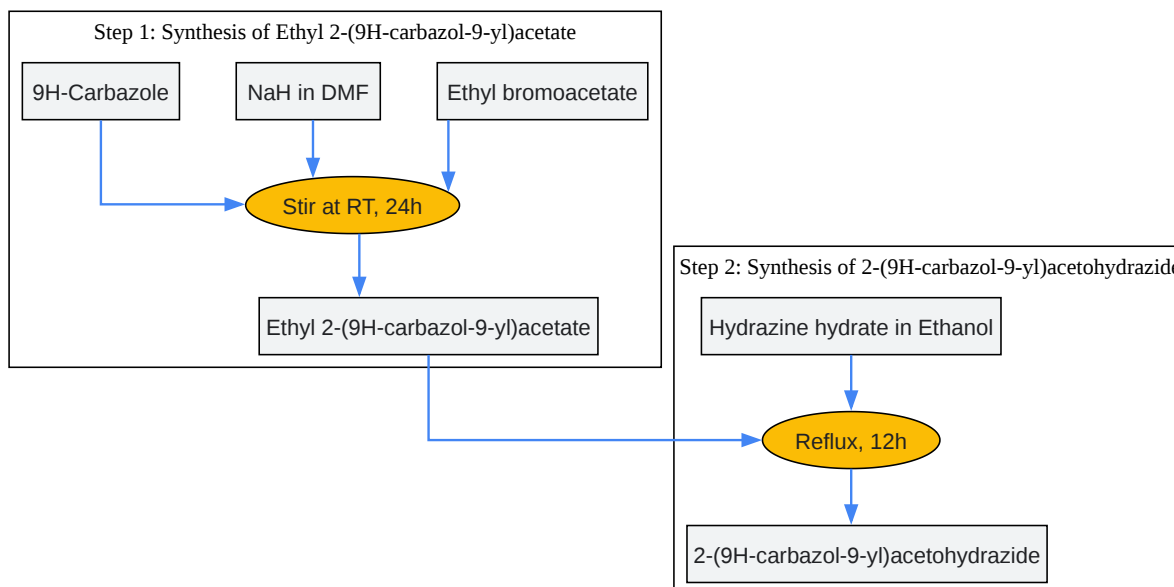 Step 1: Synthesis of Ethyl 2-(9H-carbazol-9-yl)acetate
9H-Carbazole
NaH in DMF
Ethyl bromoacetate
Stir at RT, 24h
Ethyl 2-(9H-carbazol-9-yl)acetate
Step 2: Synthesis of 2-(9H-carbazol-9-yl)acetohydrazide
Hydrazine hydrate in Ethanol
Reflux, 12h
2-(9H-carbazol-9-yl)acetohydrazide